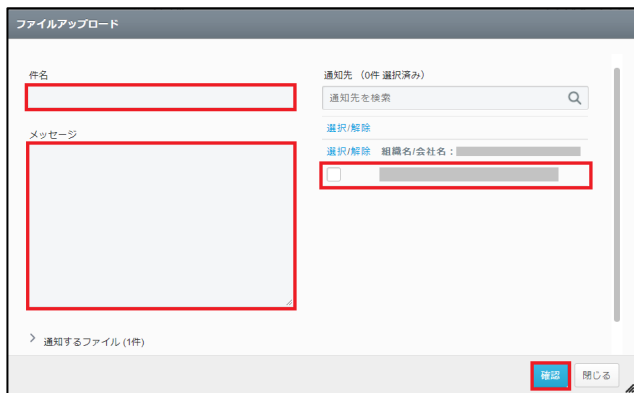 ファイルアップロード
件名
メッセージ
通知するファイル (1件)
通知先 (0件 選択済み)
通知先を検索
選択/解除
選択/解除 組織名/会社名：
確認
閉じる